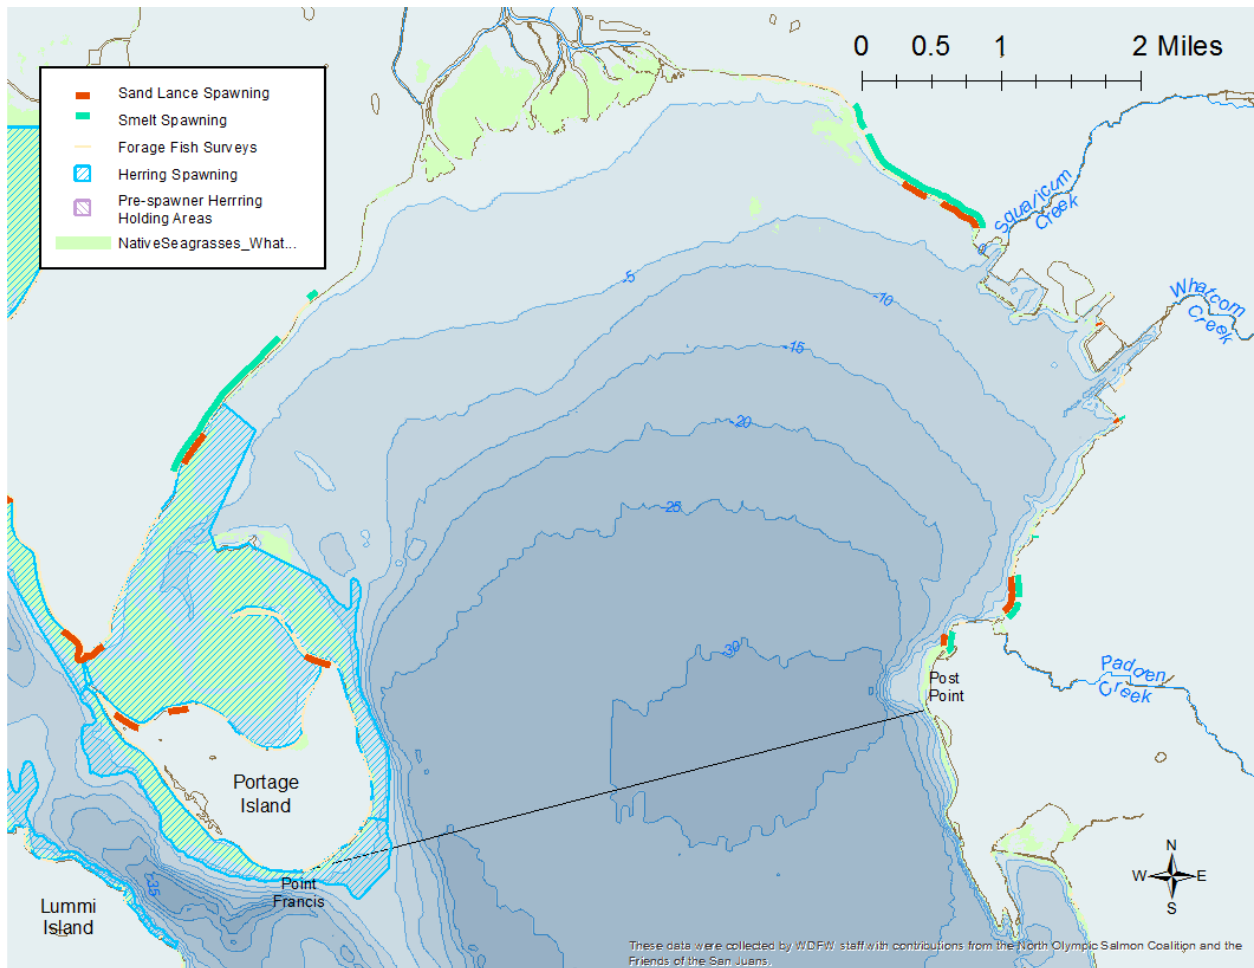 0 0.5 1 2 Miles
Sand Lance Spawning
Smelt Spawning
Forage Fish Surveys
Herring Spawning
Pre-spawner Herrring
Holding Areas
NativeSeagrasses_What...
Squalicum
Creek
Whatcom
Creek
-5
-10
-15
-20
-25
-30
Padden
Creek
Post
Point
Portage
Island
Point
Francis
-35
Lummi
Island
N
W E
S
These data were collected by WDFW staff with contributions from the North Olympic Salmon Coalition and the
Friends of the San Juans.